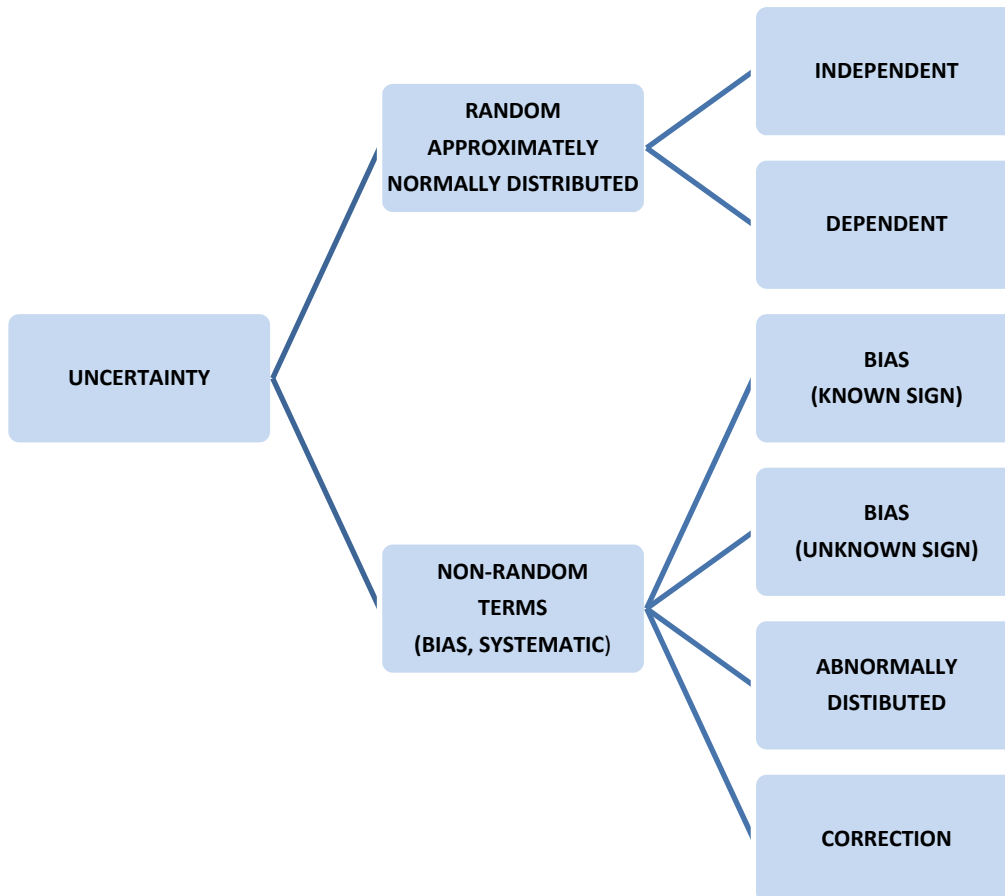 UNCERTAINTY
RANDOM
APPROXIMATELY
NORMALLY DISTRIBUTED
INDEPENDENT
DEPENDENT
NON-RANDOM
TERMS
(BIAS, SYSTEMATIC)
BIAS
(KNOWN SIGN)
BIAS
(UNKNOWN SIGN)
ABNORMALLY
DISTIBUTED
CORRECTION